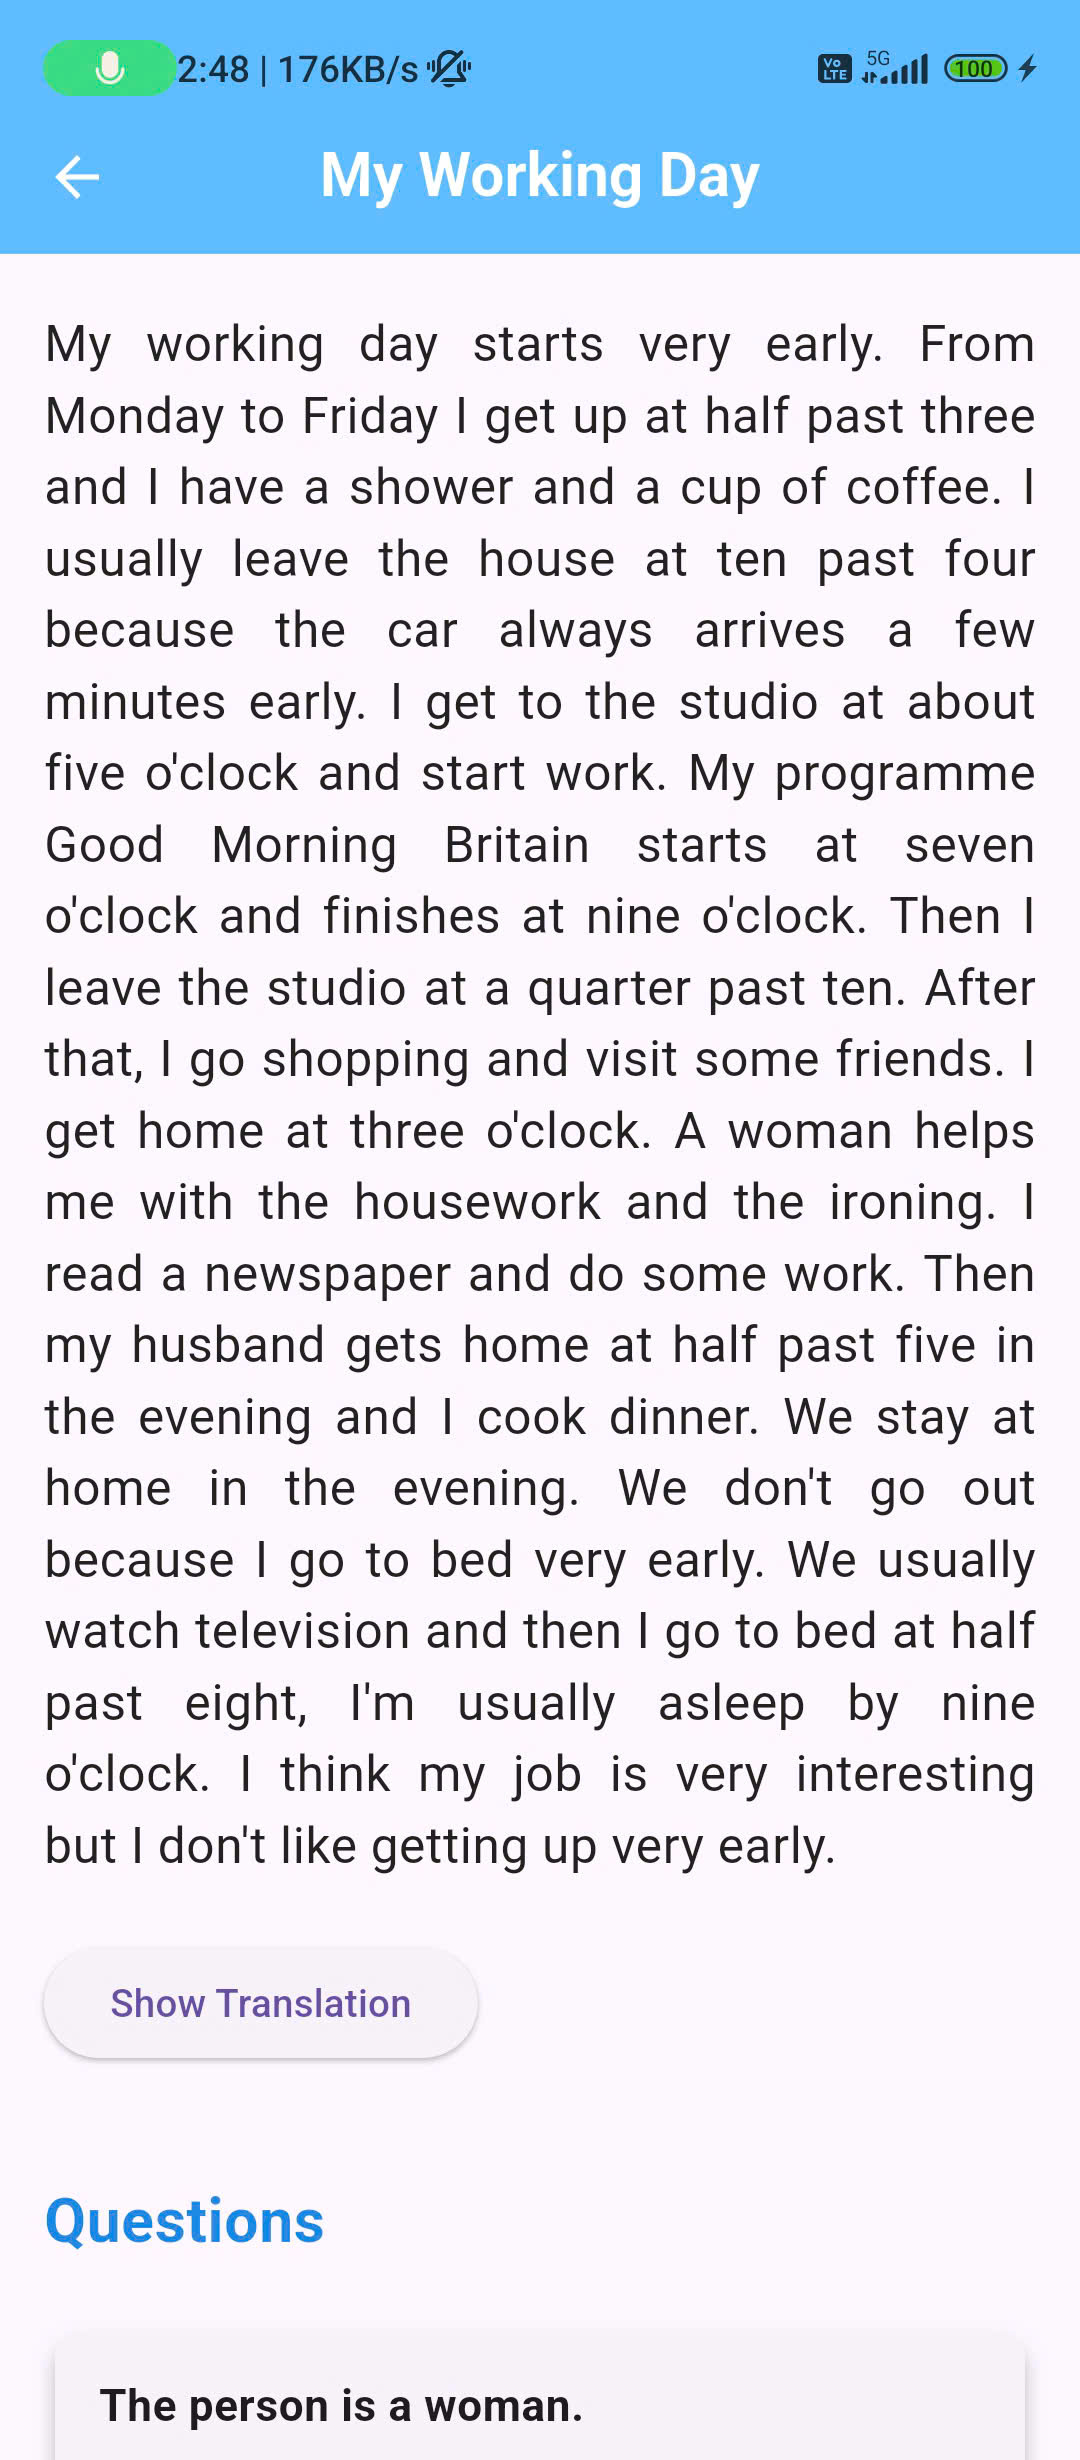 2:48 | 176KB/s
Vo LTE 5G 100
My Working Day
My working day starts very early. From
Monday to Friday I get up at half past three
and I have a shower and a cup of coffee. I
usually leave the house at ten past four
because the car always arrives a few
minutes early. I get to the studio at about
five o'clock and start work. My programme
Good Morning Britain starts at seven
o'clock and finishes at nine o'clock. Then I
leave the studio at a quarter past ten. After
that, I go shopping and visit some friends. I
get home at three o'clock. A woman helps
me with the housework and the ironing. I
read a newspaper and do some work. Then
my husband gets home at half past five in
the evening and I cook dinner. We stay at
home in the evening. We don't go out
because I go to bed very early. We usually
watch television and then I go to bed at half
past eight, I'm usually asleep by nine
o'clock. I think my job is very interesting
but I don't like getting up very early.
Show Translation
Questions
The person is a woman.